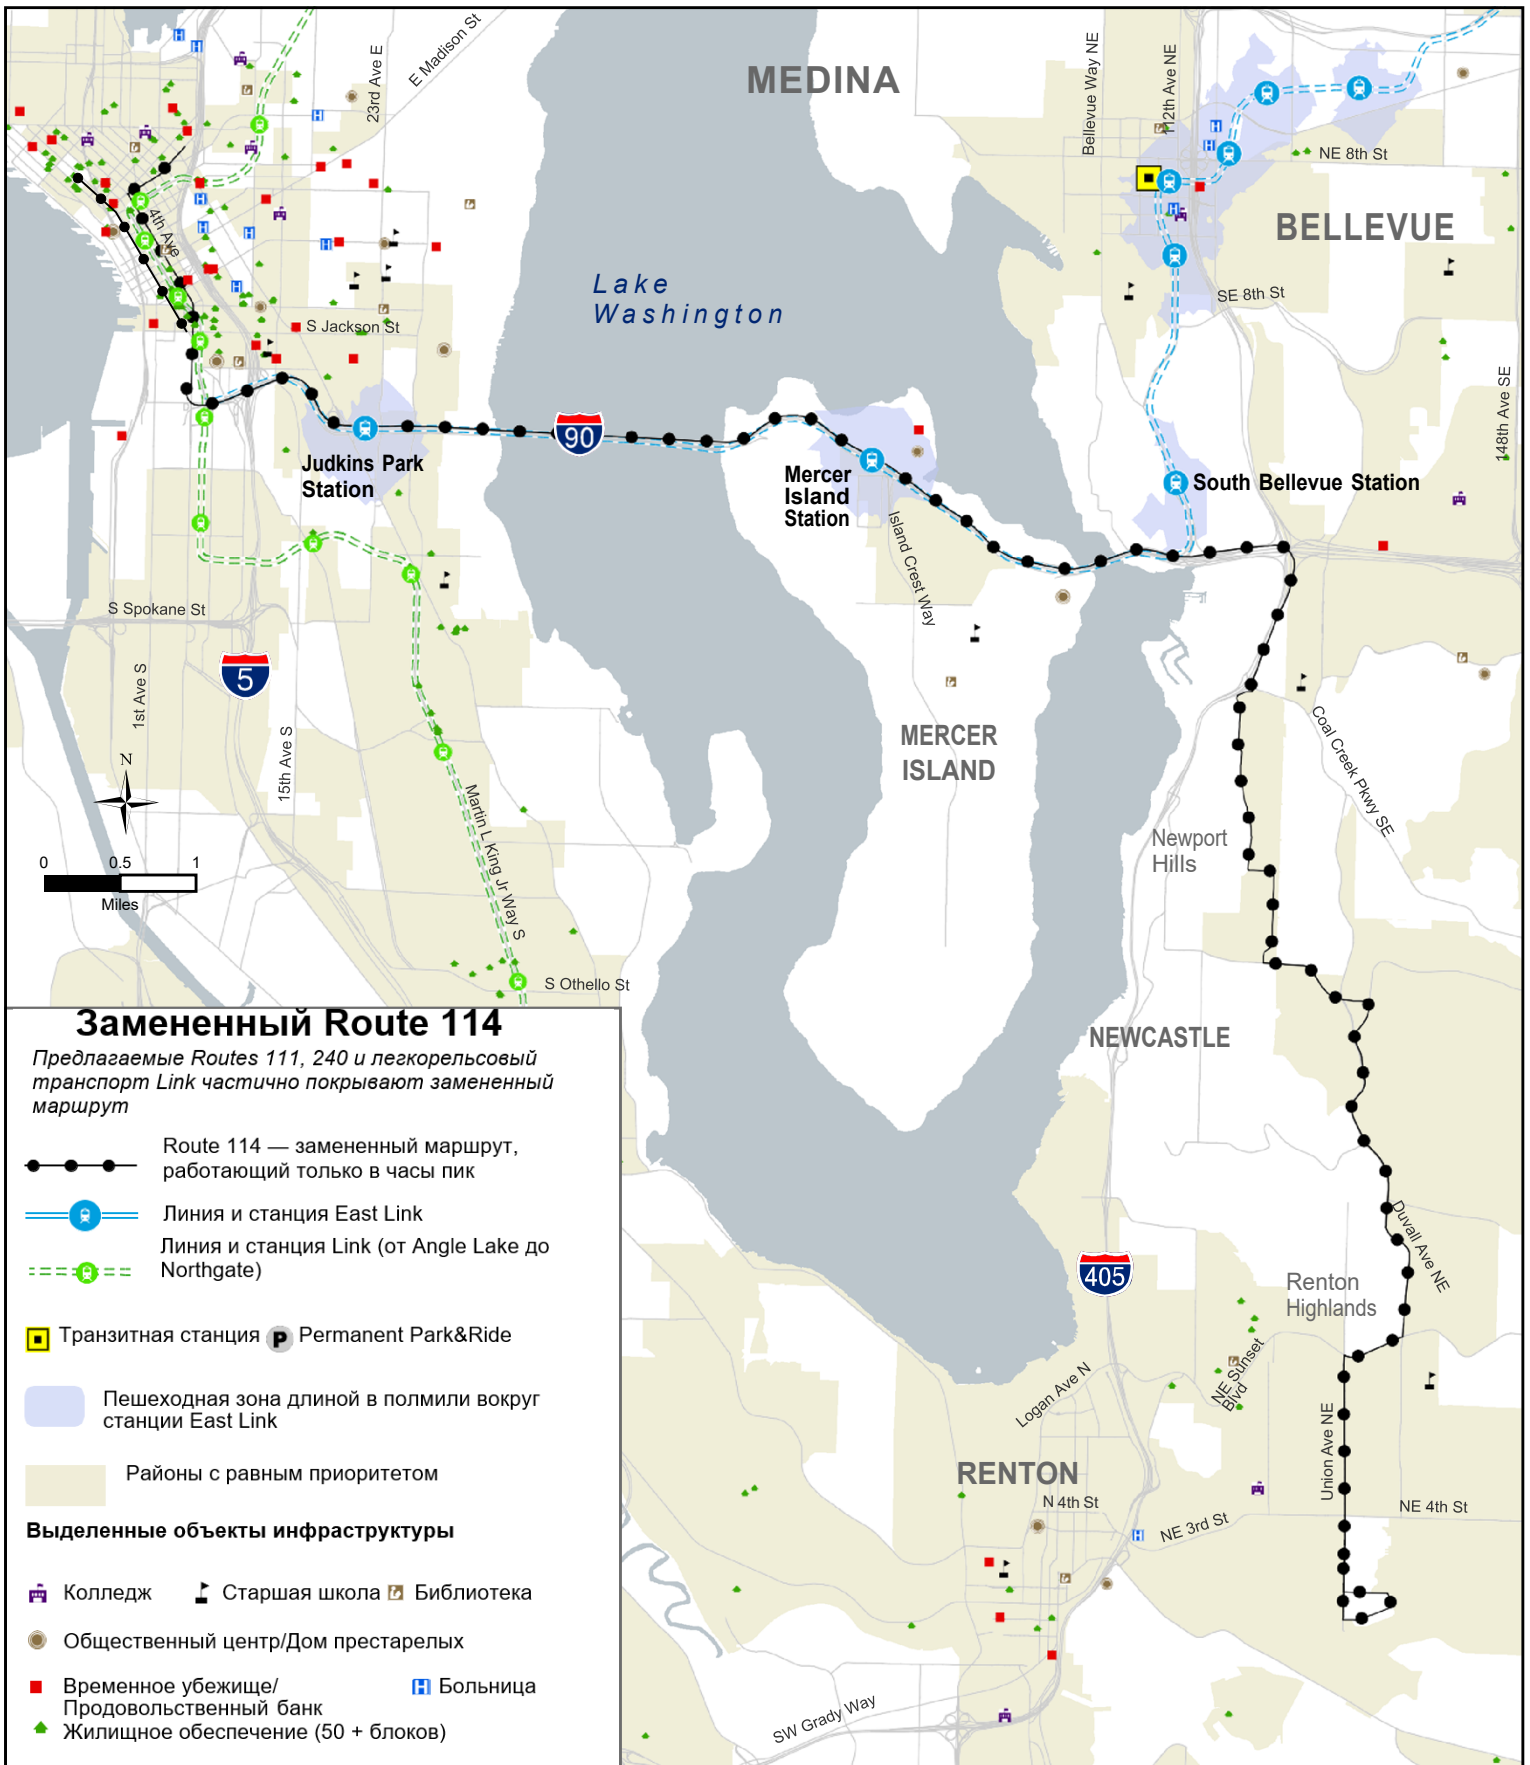 MEDINA
23rd Ave E
E Madison St
Bellevue Way NE
112th Ave NE
NE 8th St
BELLEVUE
4th Ave
Lake
Washington
SE 8th St
S Jackson St
148th Ave SE
90
Judkins Park
Station
Mercer
Island
Station
South Bellevue Station
Island Crest Way
S Spokane St
5
1st Ave S
15th Ave S
MERCER
ISLAND
Coal Creek Pkwy SE
N
Newport
Hills
Martin L King Jr Way S
0 0.5 1
Miles
S Othello St
NEWCASTLE
Замененный Route 114
Предлагаемые Routes 111, 240 и легкорельсовый
транспорт Link частично покрывают замененный
маршрут
Route 114 — замененный маршрут,
работающий только в часы пик
Линия и станция East Link
Линия и станция Link (от Angle Lake до
Northgate)
Транзитная станция P Permanent Park&Ride
Пешеходная зона длиной в полмили вокруг
станции East Link
Районы с равным приоритетом
Выделенные объекты инфраструктуры
Колледж Старшая школа Библиотека
Общественный центр/Дом престарелых
Временное убежище/
Продовольственный банк
H Больница
Жилищное обеспечение (50 + блоков)
405
Duvall Ave NE
Renton
Highlands
NE Sunset
Blvd
Logan Ave N
Union Ave NE
RENTON
N 4th St
NE 4th St
NE 3rd St
SW Grady Way